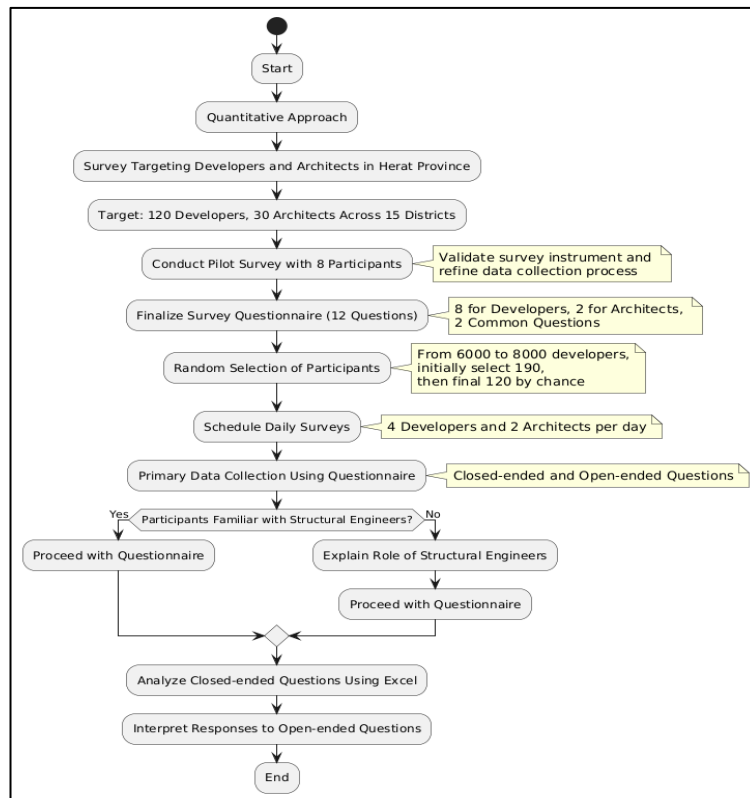 Start
Quantitative Approach
Survey Targeting Developers and Architects in Herat Province
Target: 120 Developers, 30 Architects Across 15 Districts
Conduct Pilot Survey with 8 Participants
Validate survey instrument and
refine data collection process
Finalize Survey Questionnaire (12 Questions)
8 for Developers, 2 for Architects,
2 Common Questions
Random Selection of Participants
From 6000 to 8000 developers,
initially select 190,
then final 120 by chance
Schedule Daily Surveys
4 Developers and 2 Architects per day
Primary Data Collection Using Questionnaire
Closed-ended and Open-ended Questions
Yes
Participants Familiar with Structural Engineers?
No
Proceed with Questionnaire
Explain Role of Structural Engineers
Proceed with Questionnaire
Analyze Closed-ended Questions Using Excel
Interpret Responses to Open-ended Questions
End